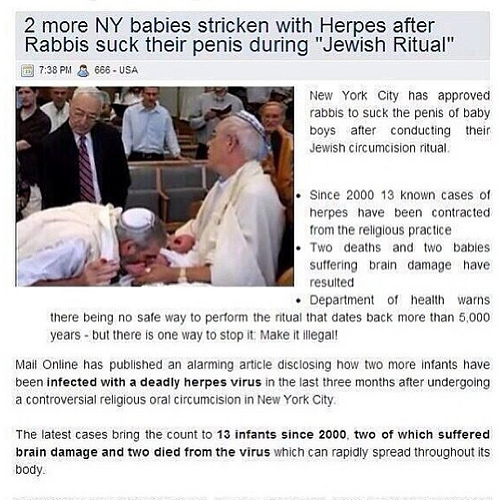 2 more NY babies stricken with Herpes after
Rabbis suck their penis during "Jewish Ritual"
7:38 PM 666 - USA
New York City has approved
rabbis to suck the penis of baby
boys after conducting their
Jewish circumcision ritual.
• Since 2000 13 known cases of
herpes have been contracted
from the religious practice
• Two deaths and two babies
suffering brain damage have
resulted
• Department of health warns
there being no safe way to perform the ritual that dates back more than 5,000
years - but there is one way to stop it: Make it illegal!
Mail Online has published an alarming article disclosing how two more infants have
been infected with a deadly herpes virus in the last three months after undergoing
a controversial religious oral circumcision in New York City.
The latest cases bring the count to 13 infants since 2000, two of which suffered
brain damage and two died from the virus which can rapidly spread throughout its
body.